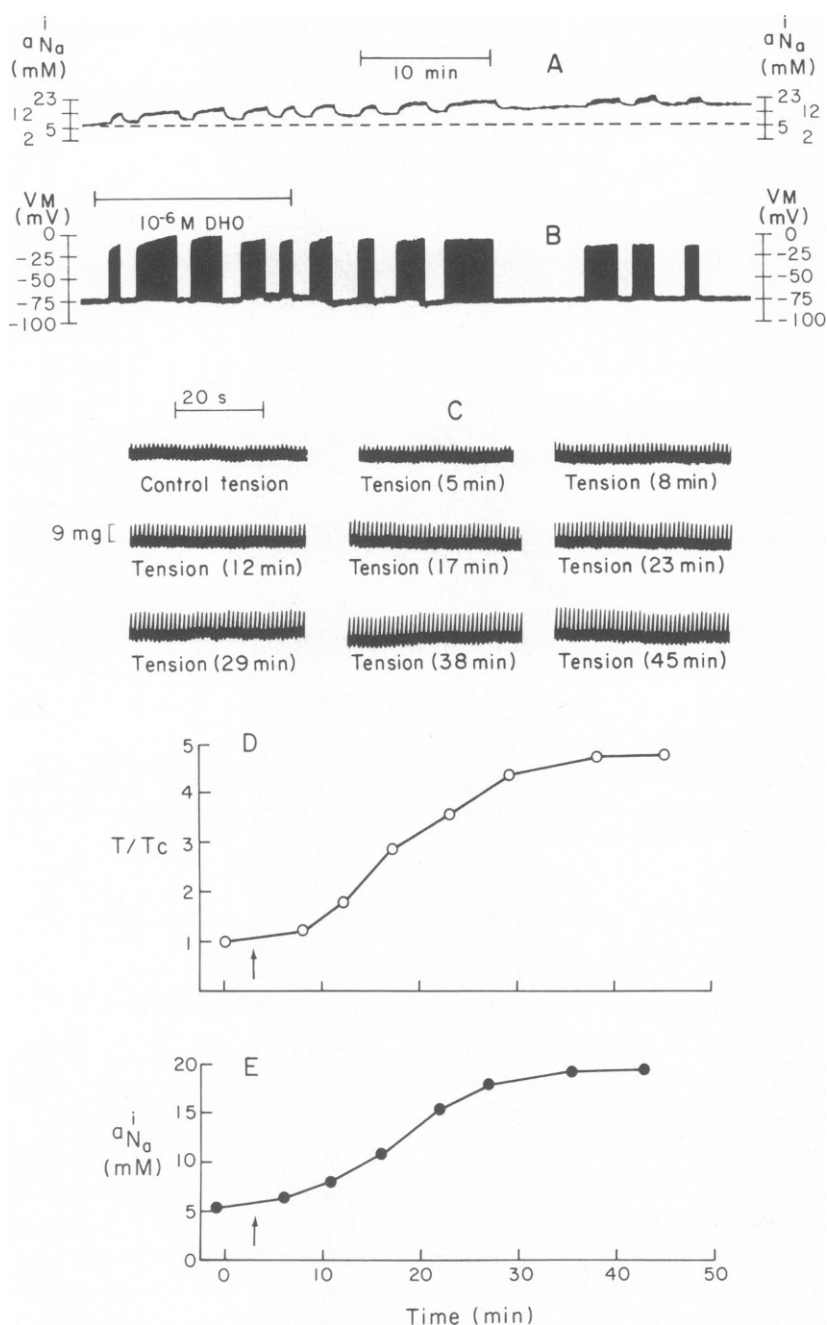 i
a Na
(mM)
10 min
A
i
a Na
(mM)
23
12
5
2
23
12
5
2
VM
(mV)
10⁻⁶ M DHO
B
VM
(mV)
0
-25
-50
-75
-100
0
-25
-50
-75
-100
20 s
C
Control tension
Tension (5 min)
Tension (8 min)
9 mg [
Tension (12 min)
Tension (17 min)
Tension (23 min)
Tension (29 min)
Tension (38 min)
Tension (45 min)
D
5
4
3
2
1
T/Tc
E
20
15
10
5
0
i
a Na
(mM)
0 10 20 30 40 50
Time (min)